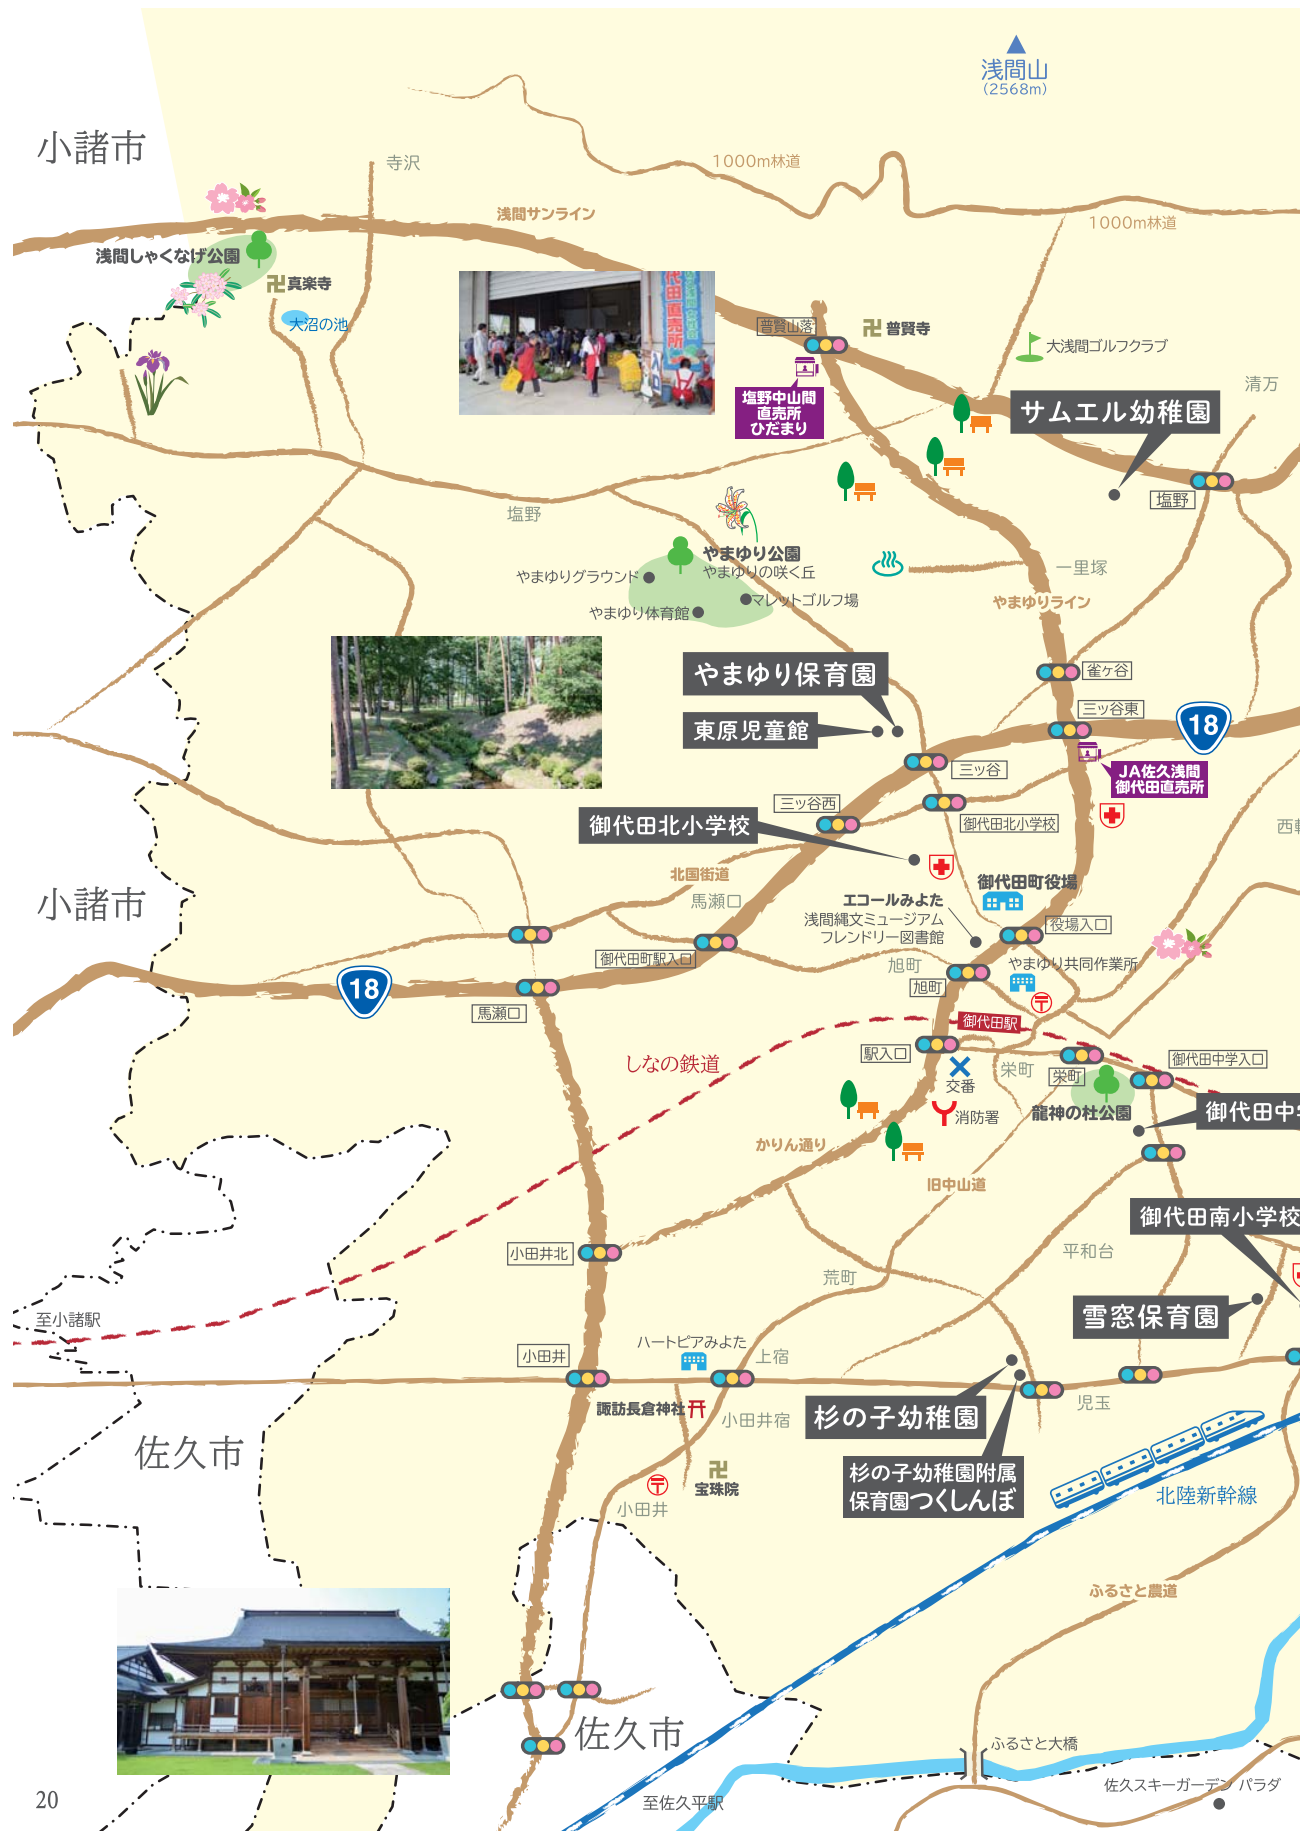 浅間山
(2568m)
小諸市
寺沢
1000m林道
浅間サンライン
1000m林道
浅間しゃくなげ公園
真楽寺
大沼の池
代田直売所
普賢山落
普賢寺
大浅間ゴルフクラブ
清万
塩野中山間
直売所
ひだまり
サムエル幼稚園
塩野
塩野
やまゆり公園
やまゆりの咲く丘
やまゆりグラウンド
マレットゴルフ場
やまゆり体育館
一里塚
やまゆりライン
やまゆり保育園
雀ヶ谷
三ッ谷東
18
東原児童館
三ッ谷
JA佐久浅間
御代田直売所
三ッ谷西
御代田北小学校
御代田北小学校
西軽
北国街道
御代田町役場
小諸市
馬瀬口
エコールみよた
浅間縄文ミュージアム
フレンドリー図書館
役場入口
御代田町駅入口
旭町
やまゆり共同作業所
18
旭町
馬瀬口
御代田駅
しなの鉄道
駅入口
栄町
栄町
御代田中学入口
交番
消防署
龍神の杜公園
御代田中学
かりん通り
旧中山道
御代田南小学校
小田井北
平和台
荒町
至小諸駅
雪窓保育園
ハートピアみよた
小田井
上宿
諏訪長倉神社
小田井宿
杉の子幼稚園
児玉
佐久市
宝珠院
杉の子幼稚園附属
保育園つくしんぼ
北陸新幹線
小田井
ふるさと農道
佐久市
ふるさと大橋
佐久スキーガーデン パラダ
至佐久平駅
20